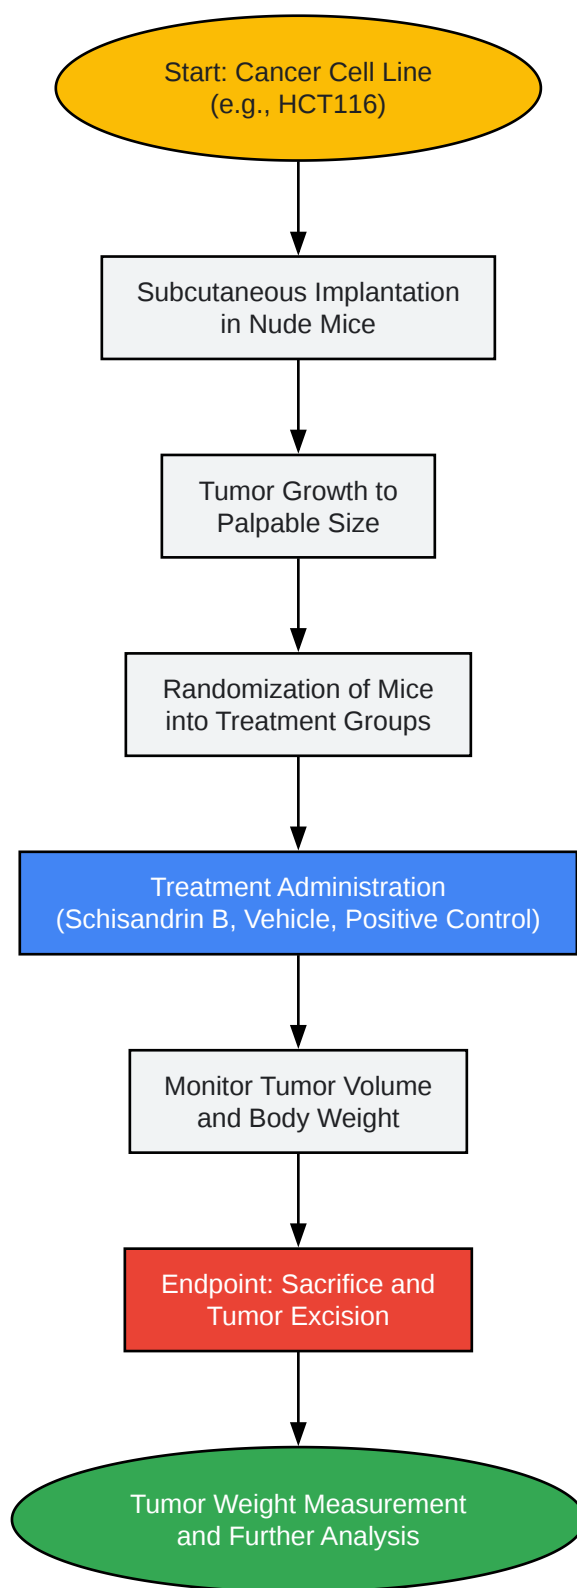 Start: Cancer Cell Line
(e.g., HCT116)
Subcutaneous Implantation
in Nude Mice
Tumor Growth to
Palpable Size
Randomization of Mice
into Treatment Groups
Treatment Administration
(Schisandrin B, Vehicle, Positive Control)
Monitor Tumor Volume
and Body Weight
Endpoint: Sacrifice and
Tumor Excision
Tumor Weight Measurement
and Further Analysis